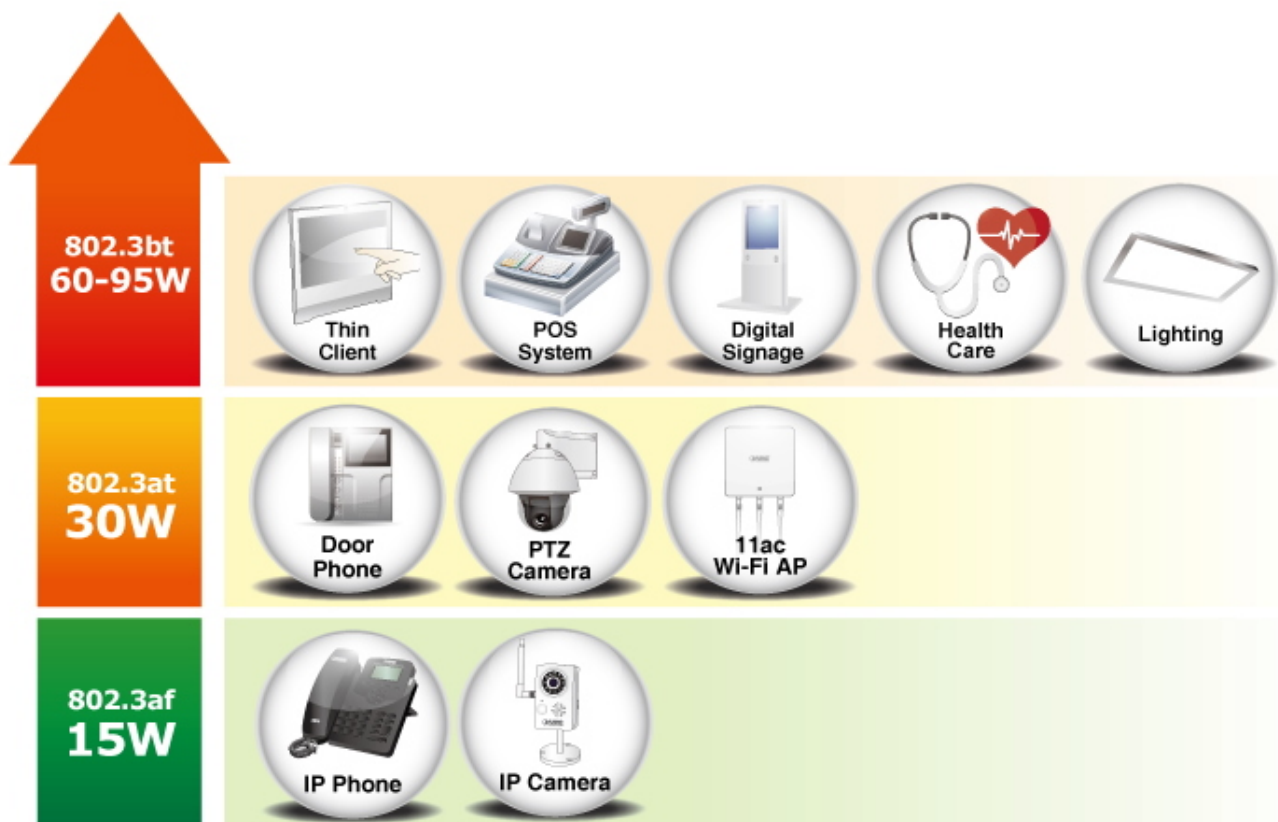 802.3bt
60-95W
Thin
Client
POS
System
Digital
Signage
Health
Care
Lighting
802.3at
30W
Door
Phone
PTZ
Camera
11ac
Wi-Fi AP
802.3af
15W
IP Phone
IP Camera